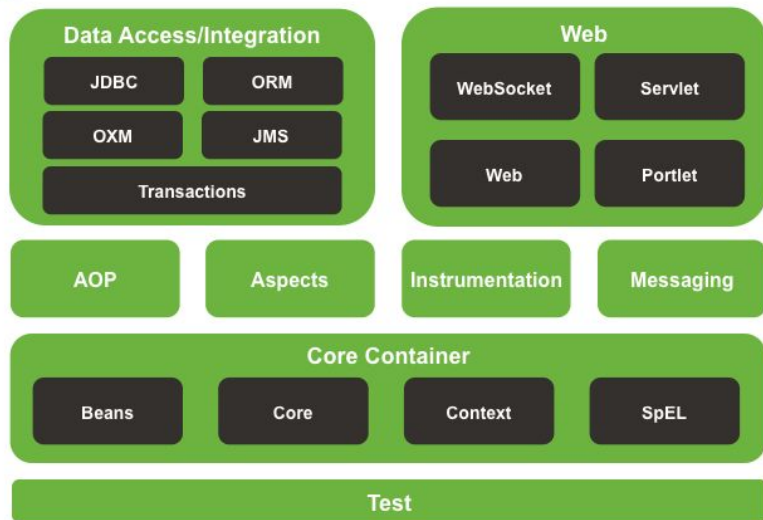 Data Access/Integration
JDBC
ORM
OXM
JMS
Transactions
Web
WebSocket
Servlet
Web
Portlet
AOP
Aspects
Instrumentation
Messaging
Core Container
Beans
Core
Context
SpEL
Test